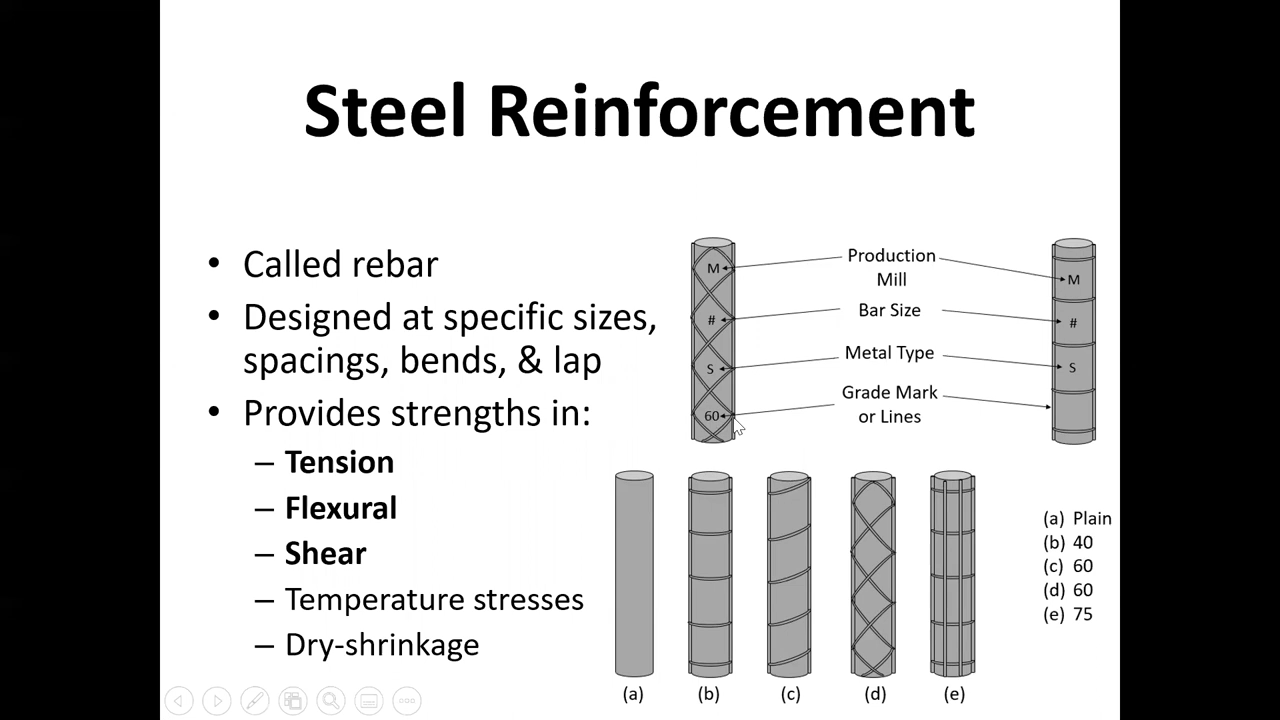 Steel Reinforcement
• Called rebar
• Designed at specific sizes,
spacings, bends, & lap
• Provides strengths in:
– Tension
– Flexural
– Shear
– Temperature stresses
– Dry-shrinkage
M
#
S
60
Production
Mill
Bar Size
Metal Type
Grade Mark
or Lines
M
#
S
(a)
(b)
(c)
(d)
(e)
(a) Plain
(b) 40
(c) 60
(d) 60
(e) 75